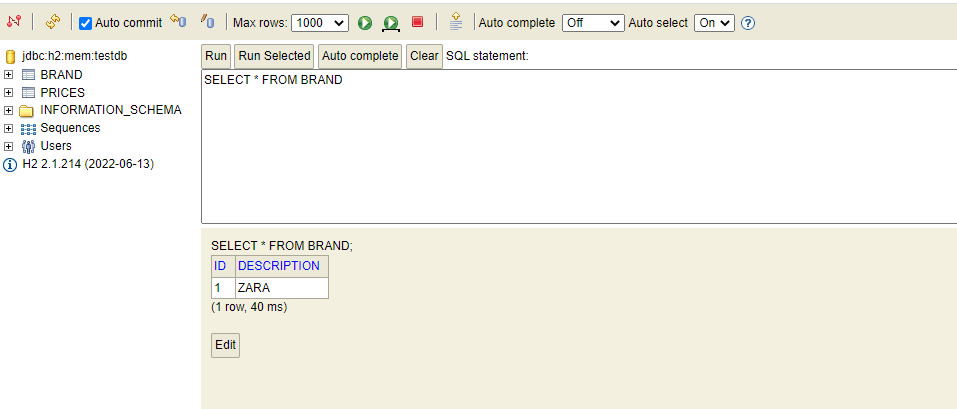 Auto commit Max rows: 1000 Auto complete Off Auto select On ?
jdbc:h2:mem:testdb
BRAND
PRICES
INFORMATION_SCHEMA
Sequences
Users
H2 2.1.214 (2022-06-13)
Run Run Selected Auto complete Clear SQL statement:
SELECT * FROM BRAND
SELECT * FROM BRAND;
ID DESCRIPTION
1 ZARA
(1 row, 40 ms)
Edit